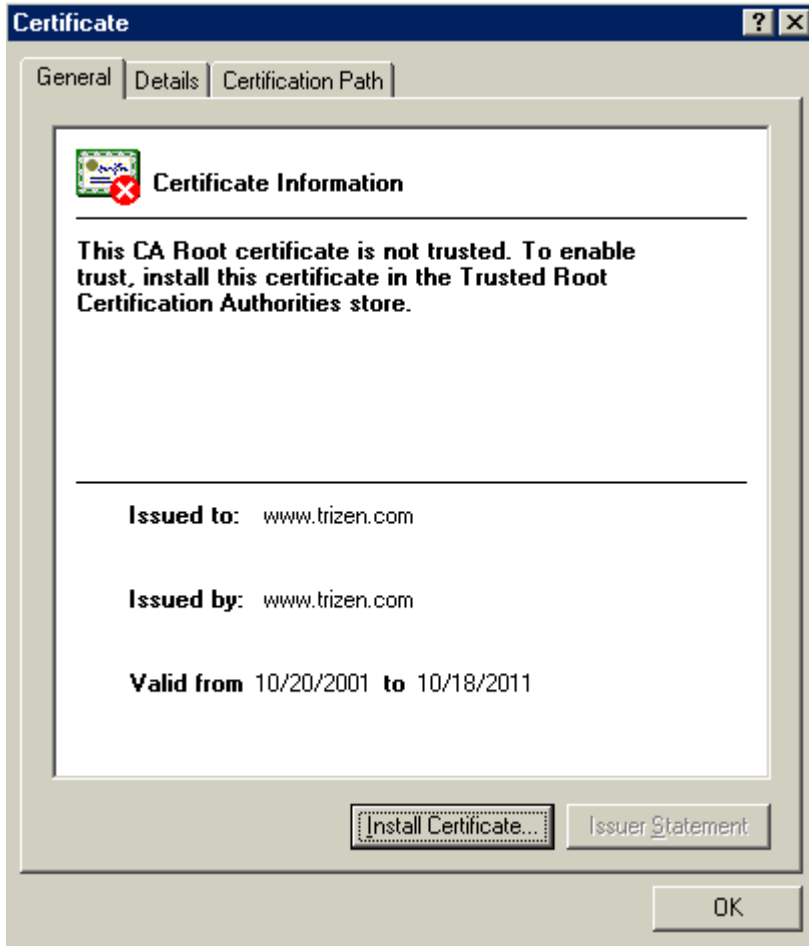 Certificate
?
General Details Certification Path
Certificate Information
This CA Root certificate is not trusted. To enable
trust, install this certificate in the Trusted Root
Certification Authorities store.
Issued to: www.trizen.com
Issued by: www.trizen.com
Valid from 10/20/2001 to 10/18/2011
Install Certificate... Issuer Statement
OK